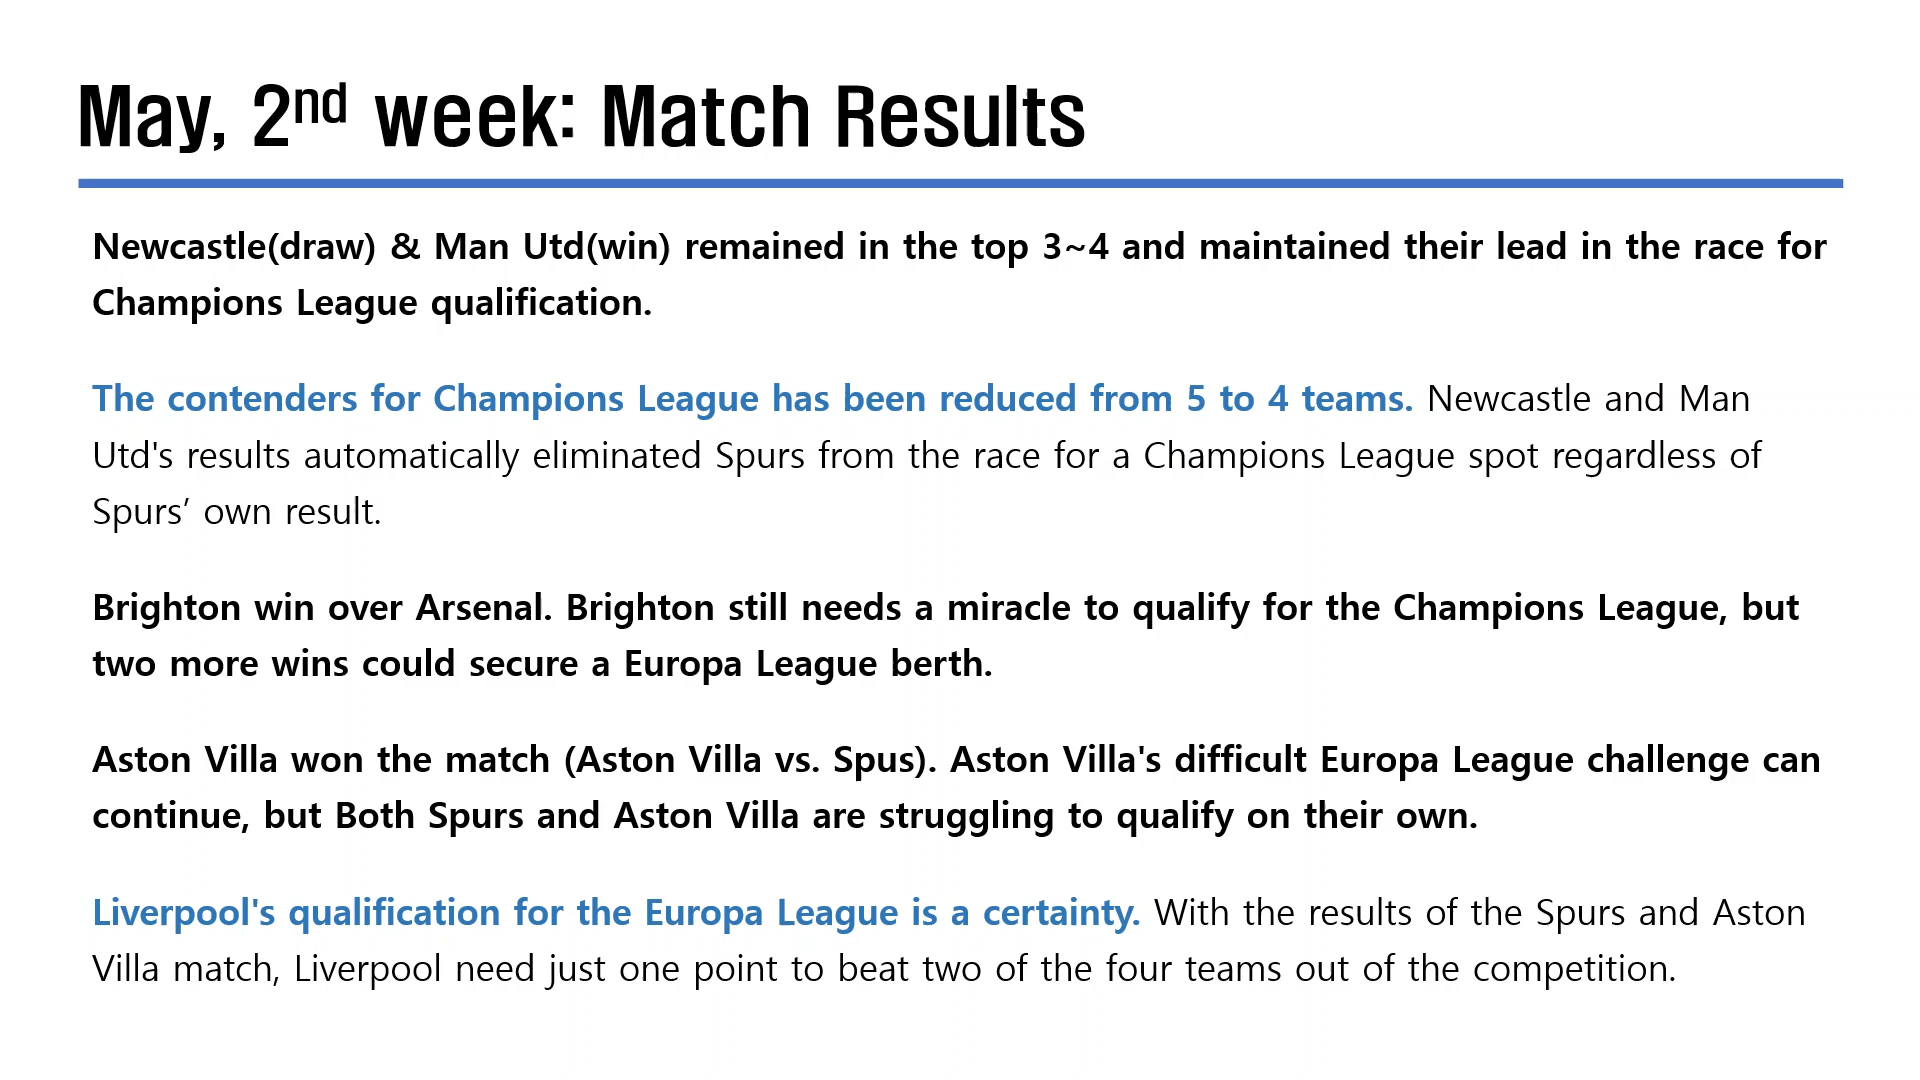 May, 2nd week: Match Results
Newcastle(draw) & Man Utd(win) remained in the top 3~4 and maintained their lead in the race for
Champions League qualification.
The contenders for Champions League has been reduced from 5 to 4 teams. Newcastle and Man
Utd's results automatically eliminated Spurs from the race for a Champions League spot regardless of
Spurs’ own result.
Brighton win over Arsenal. Brighton still needs a miracle to qualify for the Champions League, but
two more wins could secure a Europa League berth.
Aston Villa won the match (Aston Villa vs. Spus). Aston Villa's difficult Europa League challenge can
continue, but Both Spurs and Aston Villa are struggling to qualify on their own.
Liverpool's qualification for the Europa League is a certainty. With the results of the Spurs and Aston
Villa match, Liverpool need just one point to beat two of the four teams out of the competition.